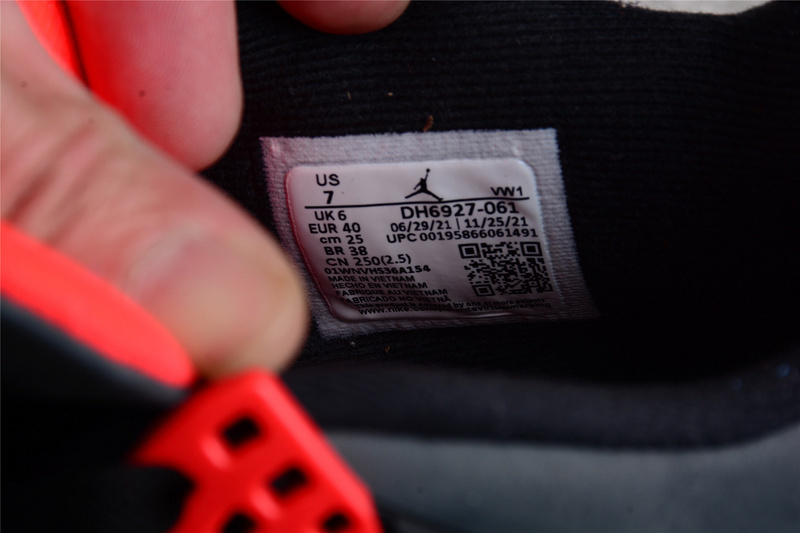 US
7
VW1
UK 6
DH6927-061
EUR 40
06/29/21 | 11/25/21
cm 25
UPC 00195866061491
BR 38
CN 250(2.5)
01WNVHS36A154
MADE IN VIETNAM
HECHO EN VIETNAM
FABRIQUE AU VIETNAM
FABRICADO NO VIETNÃ